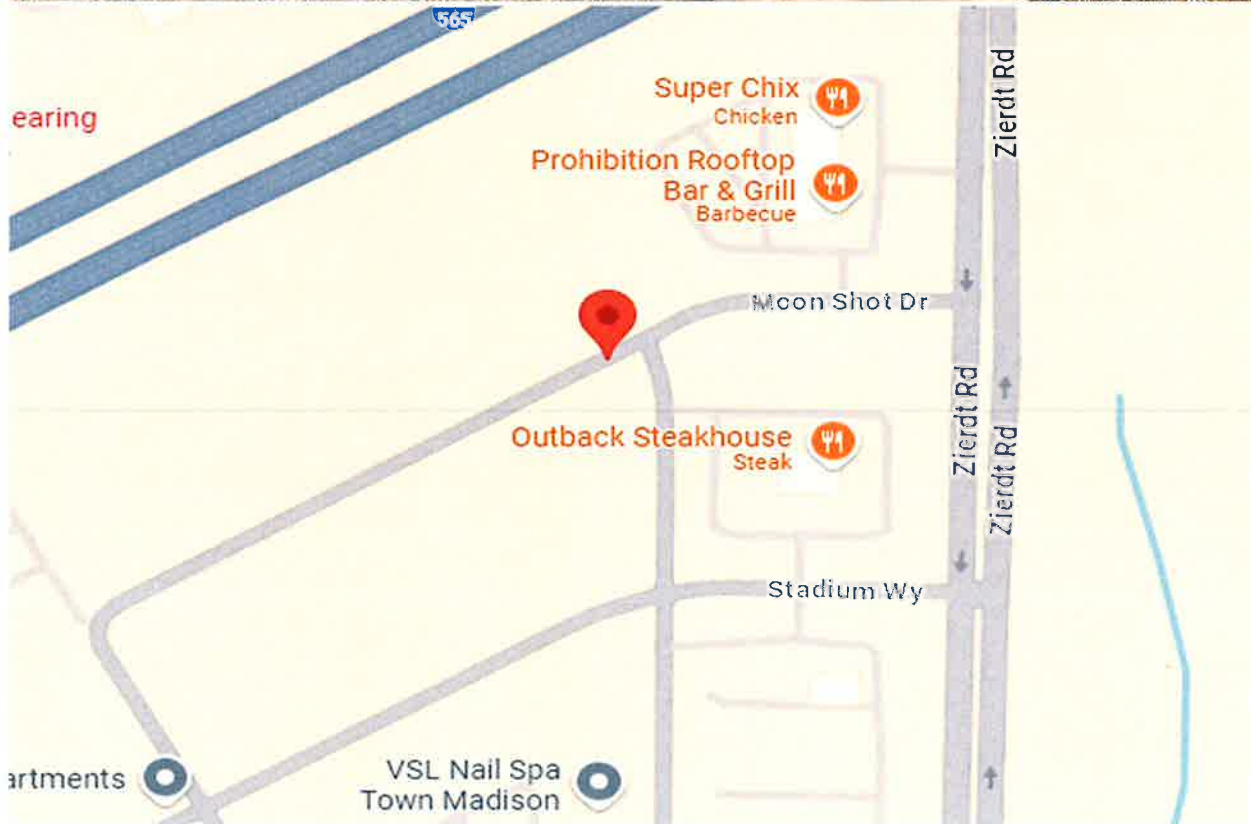 565
Zierdt Rd
Super Chix
Chicken
earing
Prohibition Rooftop
Bar & Grill
Barbecue
Moon Shot Dr
Zierdt Rd
Zierdt Rd
Outback Steakhouse
Steak
Stadium Wy
VSL Nail Spa
Town Madison
artments